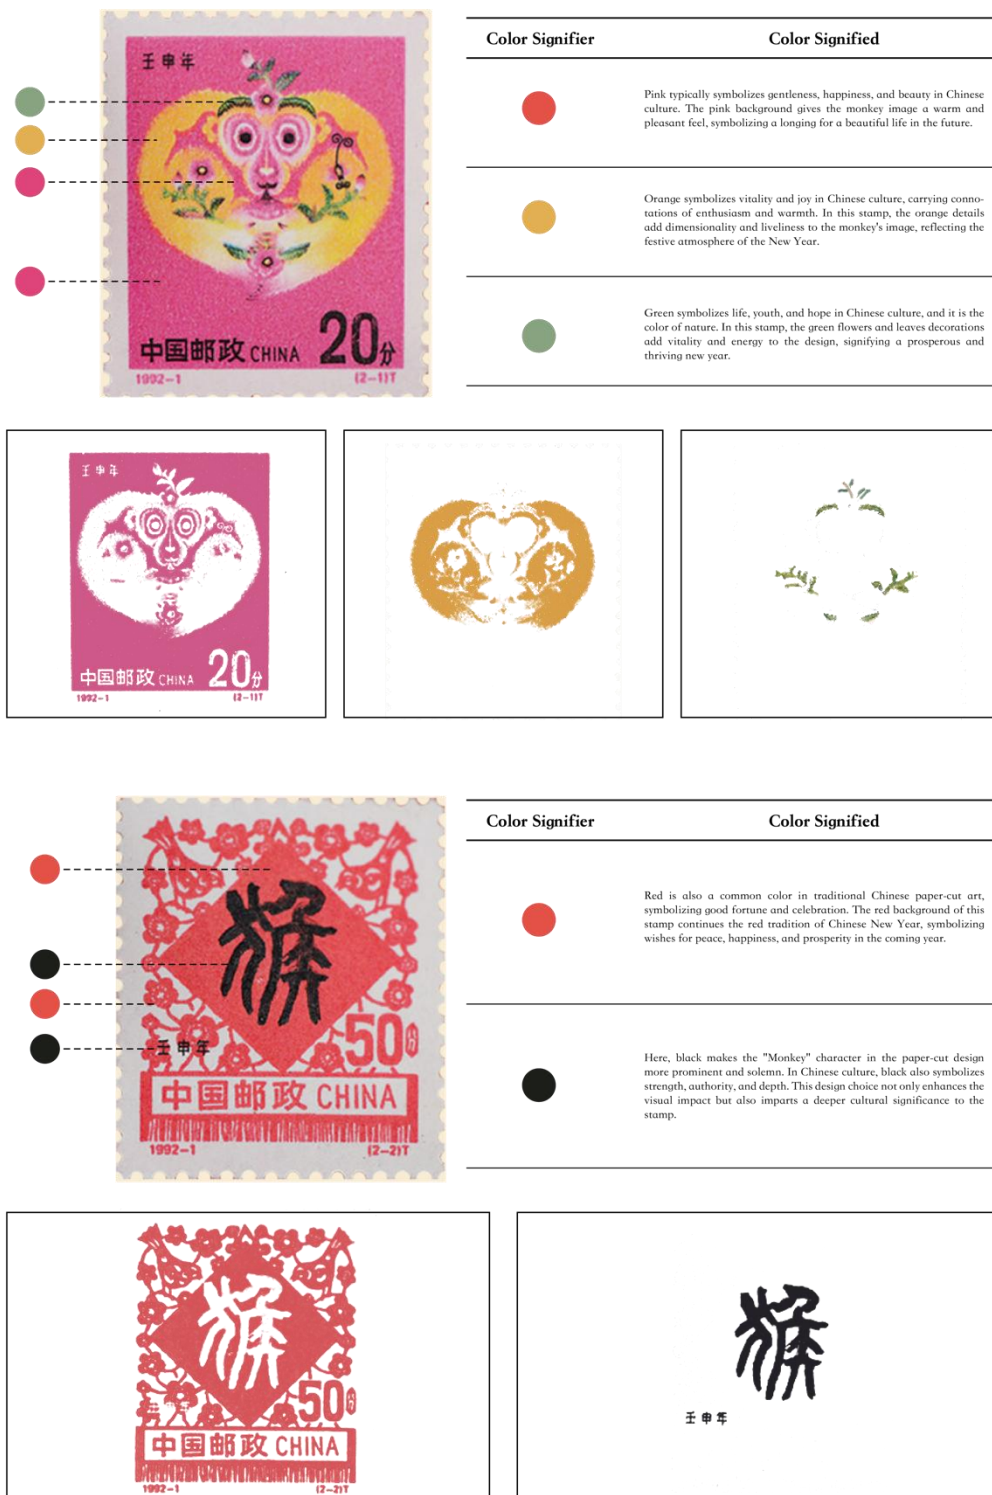 壬申年
中国邮政 CHINA 20分
1992-1 (2-1)T
Color Signifier Color Signified
Pink typically symbolizes gentleness, happiness, and beauty in Chinese
culture. The pink background gives the monkey image a warm and
pleasant feel, symbolizing a longing for a beautiful life in the future.
Orange symbolizes vitality and joy in Chinese culture, carrying conno-
tations of enthusiasm and warmth. In this stamp, the orange details
add dimensionality and liveliness to the monkey's image, reflecting the
festive atmosphere of the New Year.
Green symbolizes life, youth, and hope in Chinese culture, and it is the
color of nature. In this stamp, the green flowers and leaves decorations
add vitality and energy to the design, signifying a prosperous and
thriving new year.
壬申年
中国邮政 CHINA 20分
1992-1 (2-1)T
猴
50分
壬申年
中国邮政 CHINA
1992-1 (2-2)T
Color Signifier Color Signified
Red is also a common color in traditional Chinese paper-cut art,
symbolizing good fortune and celebration. The red background of this
stamp continues the red tradition of Chinese New Year, symbolizing
wishes for peace, happiness, and prosperity in the coming year.
Here, black makes the "Monkey" character in the paper-cut design
more prominent and solemn. In Chinese culture, black also symbolizes
strength, authority, and depth. This design choice not only enhances the
visual impact but also imparts a deeper cultural significance to the
stamp.
猴
50分
中国邮政 CHINA
1992-1 (2-2)T
猴
壬申年